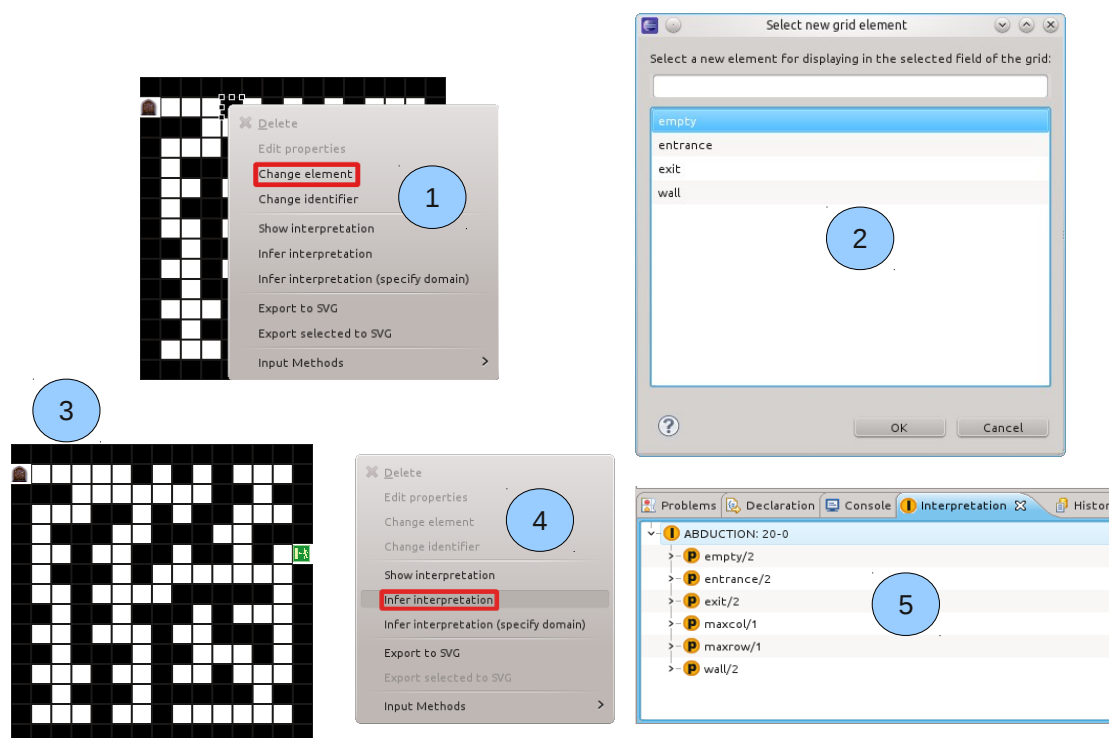 Delete
Edit properties
Change element
Change identifier
Show interpretation
Infer interpretation
Infer interpretation (specify domain)
Export to SVG
Export selected to SVG
Input Methods
1
Select new grid element
Select a new element for displaying in the selected field of the grid:
empty
entrance
exit
wall
2
OK
Cancel
3
Delete
Edit properties
Change element
Change identifier
Show interpretation
Infer interpretation
Infer interpretation (specify domain)
Export to SVG
Export selected to SVG
Input Methods
4
Problems Declaration Console Interpretation Histor
ABDUCTION: 20-0
empty/2
entrance/2
exit/2
maxcol/1
maxrow/1
wall/2
5